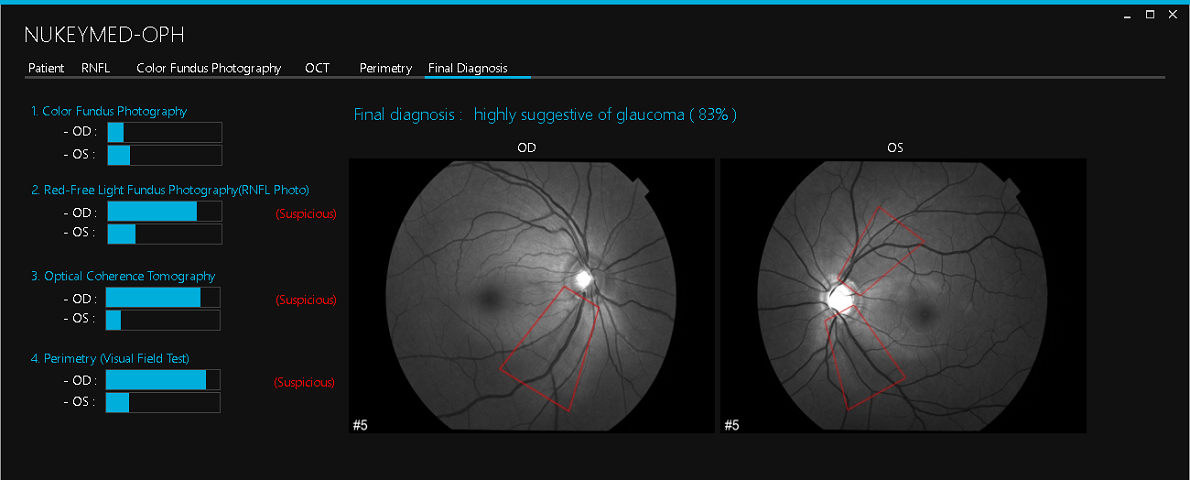 NUKEYMED-OPH
Patient RNFL Color Fundus Photography OCT Perimetry Final Diagnosis
1. Color Fundus Photography
- OD :
- OS :
2. Red-Free Light Fundus Photography(RNFL Photo)
- OD : (Suspicious)
- OS :
3. Optical Coherence Tomography
- OD : (Suspicious)
- OS :
4. Perimetry (Visual Field Test)
- OD : (Suspicious)
- OS :
Final diagnosis : highly suggestive of glaucoma ( 83% )
OD OS
#5 #5